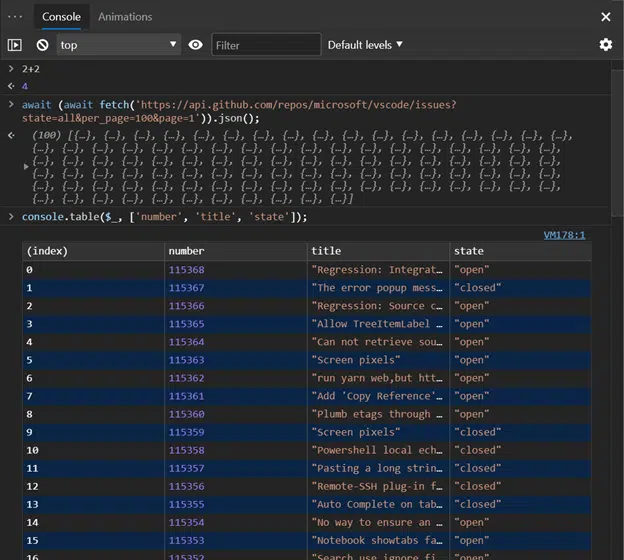 Console Animations
top Filter Default levels
2+2
4
await (await fetch('https://api.github.com/repos/microsoft/vscode/issues?
state=all&per_page=100&page=1')).json();
(100) [{…}, {…}, {…}, {…}, {…}, {…}, {…}, {…}, {…}, {…}, {…}, {…}, {…}, {…}, {…}, {…}, {…},
{…}, {…}, {…}, {…}, {…}, {…}, {…}, {…}, {…}, {…}, {…}, {…}, {…}, {…}, {…}, {…}, {…}, {…},
{…}, {…}, {…}, {…}, {…}, {…}, {…}, {…}, {…}, {…}, {…}, {…}, {…}, {…}, {…}, {…}, {…}, {…},
{…}, {…}, {…}, {…}, {…}, {…}, {…}, {…}, {…}, {…}, {…}, {…}, {…}, {…}, {…}, {…}, {…}, {…},
{…}, {…}, {…}, {…}, {…}, {…}, {…}, {…}, {…}, {…}, {…}, {…}, {…}, {…}, {…}, {…}, {…}, {…},
{…}, {…}, {…}, {…}, {…}, {…}, {…}, {…}, {…}, {…}, {…}]
console.table($_, ['number', 'title', 'state']);
VM178:1
(index) number title state
0 115368 "Regression: Integrat… "open"
1 115367 "The error popup mess… "closed"
2 115366 "Regression: Source c… "open"
3 115365 "Allow TreeItemLabel … "open"
4 115364 "Can not retrieve sou… "open"
5 115363 "Screen pixels" "open"
6 115362 "run yarn web,but htt… "open"
7 115361 "Add 'Copy Reference'… "open"
8 115360 "Plumb etags through … "open"
9 115359 "Screen pixels" "closed"
10 115358 "Powershell local ech… "closed"
11 115357 "Pasting a long strin… "closed"
12 115356 "Remote-SSH plug-in f… "closed"
13 115355 "Auto Complete on tab… "closed"
14 115354 "No way to ensure an … "open"
15 115353 "Notebook showtabs fa… "open"
16 115352 "Search use ignore fi… "open"